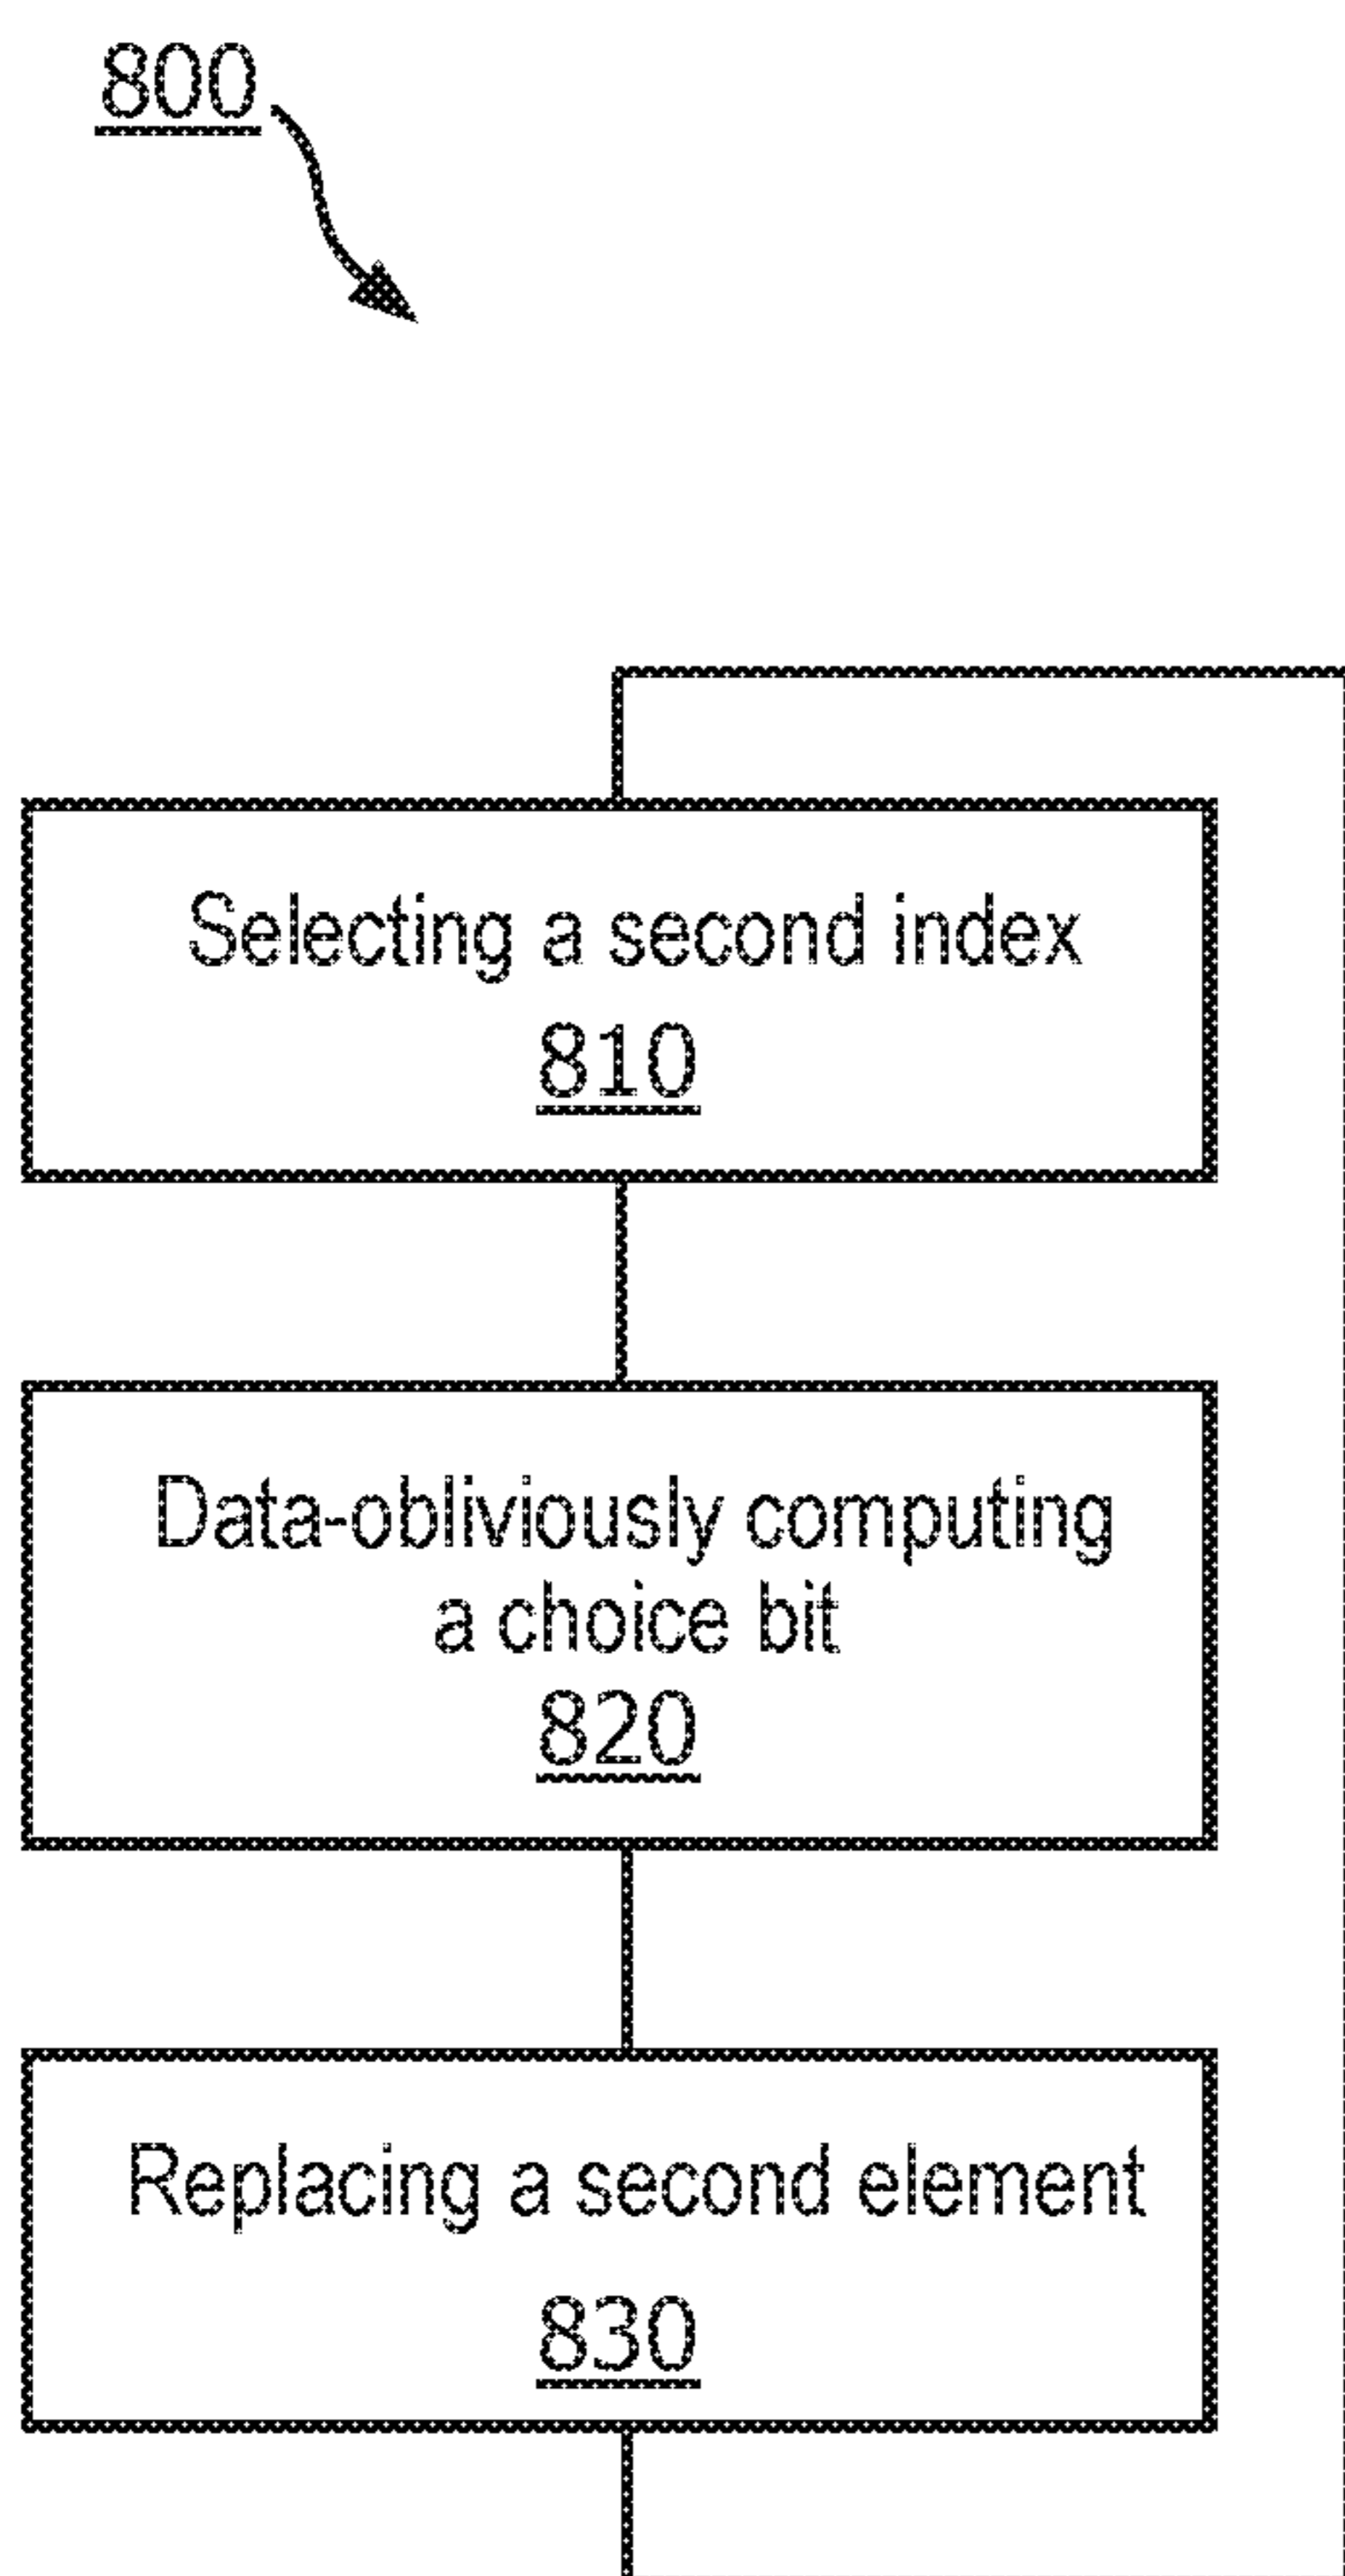 800
Selecting a second index
810
Data-obliviously computing
a choice bit
820
Replacing a second element
830